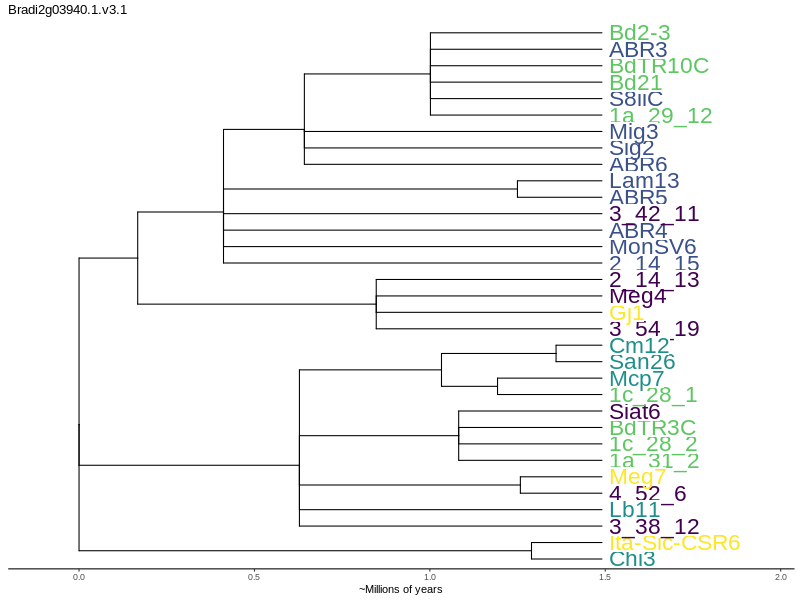 Bradi2g03940.1.v3.1
Bd2-3
ABR3
BdTR10C
Bd21
S8iiC
1a_29_12
Mig3
Sig2
ABR6
Lam13
ABR5
3_42_11
ABR4
MonSV6
2_14_15
2_14_13
Meg4
Gj1
3_54_19
Cm12
San26
Mcp7
1c_28_1
Siat6
BdTR3C
1c_28_2
1a_31_2
Meg7
4_52_6
Lb11
3_38_12
Ita-Sic-CSR6
Chi3
0.0 0.5 1.0 1.5 2.0
~Millions of years